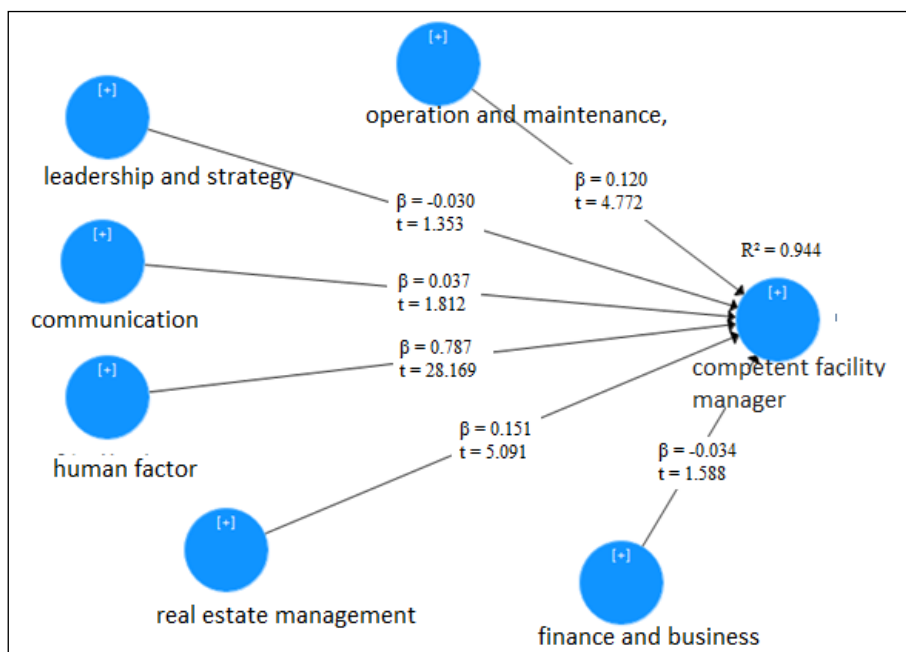 [+]
operation and maintenance,
[+]
leadership and strategy
β = 0.120
t = 4.772
β = -0.030
t = 1.353
R² = 0.944
[+]
communication
β = 0.037
t = 1.812
[+]
competent facility
manager
[+]
human factor
β = 0.787
t = 28.169
β = 0.151
t = 5.091
β = -0.034
t = 1.588
[+]
real estate management
[+]
finance and business